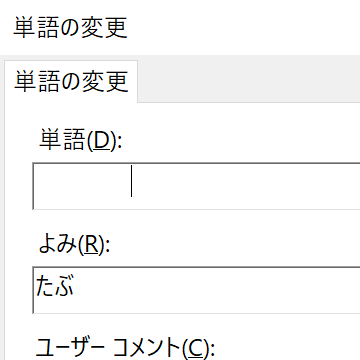 単語の変更
単語の変更
単語(D):
よみ(R):
たぶ
ユーザー コメント(C):